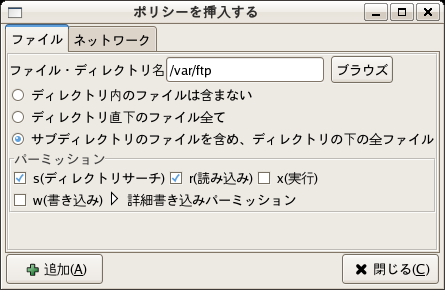 ポリシーを挿入する
ファイル ネットワーク
ファイル・ディレクトリ名 /var/ftp ブラウズ
ディレクトリ内のファイルは含まない
ディレクトリ直下のファイル全て
サブディレクトリのファイルを含め、ディレクトリの下の全ファイル
パーミッション
s(ディレクトリサーチ) r(読み込み) x(実行)
w(書き込み) 詳細書き込みパーミッション
追加(A) 閉じる(C)